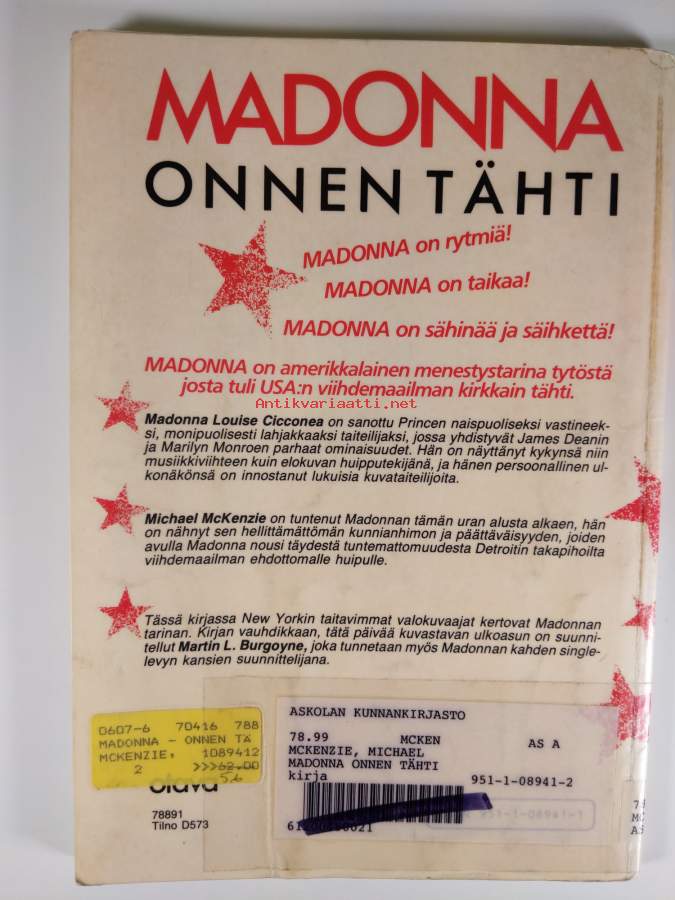 MADONNA
ONNEN TÄHTI
MADONNA on rytmiä!
MADONNA on taikaa!
MADONNA on sähinää ja säihkettä!
MADONNA on amerikkalainen menestystarina tytöstä
josta tuli USA:n viihdemaailman kirkkain tähti.
Antikvariaatti.net
Madonna Louise Cicconea on sanottu Princen naispuoliseksi vastineek-
si, monipuolisesti lahjakkaaksi taiteilijaksi, jossa yhdistyvät James Deanin
ja Marilyn Monroen parhaat ominaisuudet. Hän on näyttänyt kykynsä niin
musiikkiviihteen kuin elokuvan huipputekijänä, ja hänen persoonallinen ul-
konäkönsä on innostanut lukuisia kuvataiteilijoita.
Michael McKenzie on tuntenut Madonnan tämän uran alusta alkaen, hän
on nähnyt sen hellittämättömän kunnianhimon ja päättäväisyyden, joiden
avulla Madonna nousi täydestä tuntemattomuudesta Detroitin takapihoilta
viihdemaailman ehdottomalle huipulle.
Tässä kirjassa New Yorkin taitavimmat valokuvaajat kertovat Madonnan
tarinan. Kirjan vauhdikkaan, tätä päivää kuvastavan ulkoasun on suunni-
tellut Martin L. Burgoyne, joka tunnetaan myös Madonnan kahden single-
levyn kansien suunnittelijana.
0607-6 70416 788
MADONNA - ONNEN TÄ
MCKENZIE, 1089412
2 >>>62.00
56
otava
78891
Tilno D573
ASKOLAN KUNNANKIRJASTO
78.99 MCKEN AS A
MCKENZIE, MICHAEL
MADONNA ONNEN TÄHTI
kirja 951-1-08941-2